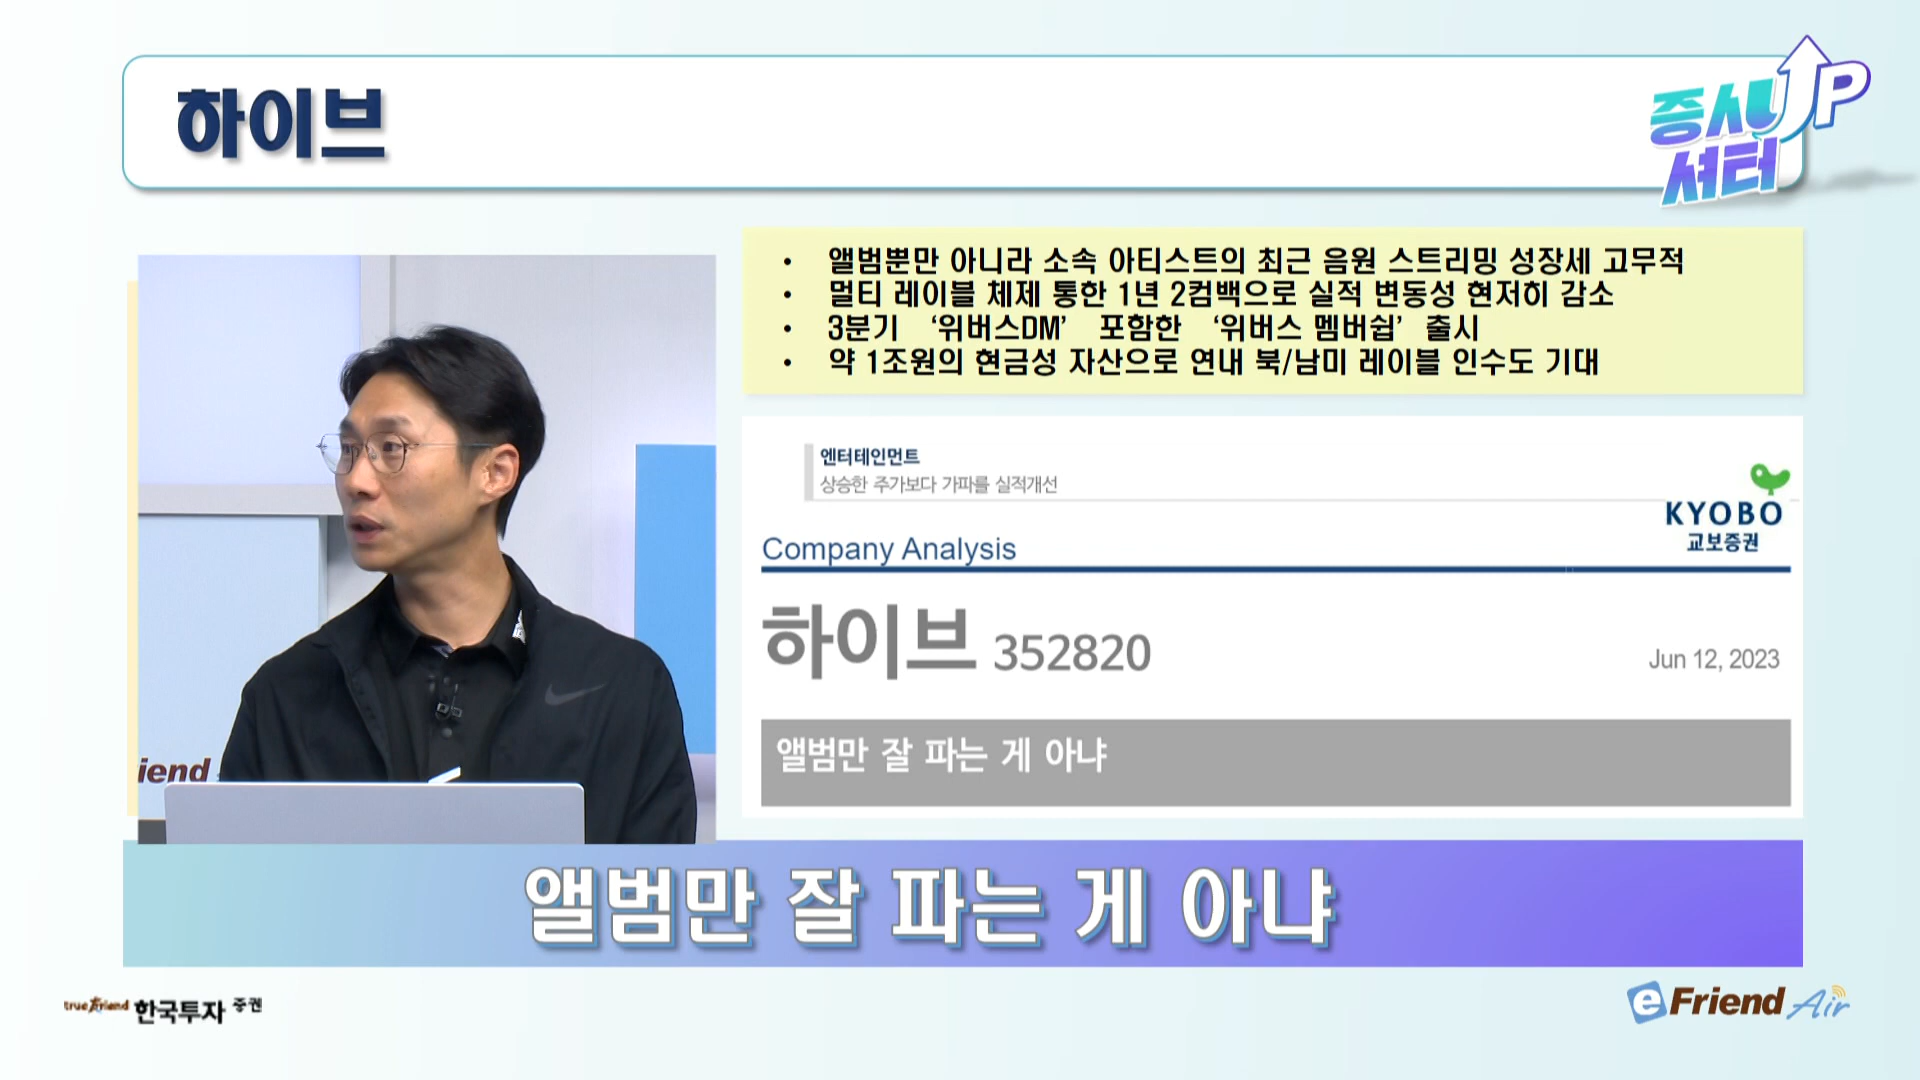 하이브
증시UP
셔터
• 앨범뿐만 아니라 소속 아티스트의 최근 음원 스트리밍 성장세 고무적
• 멀티 레이블 체제 통한 1년 2컴백으로 실적 변동성 현저히 감소
• 3분기 ‘위버스DM’ 포함한 ‘위버스 멤버쉽’ 출시
• 약 1조원의 현금성 자산으로 연내 북/남미 레이블 인수도 기대
엔터테인먼트
상승한 주가보다 가파를 실적개선
KYOBO
교보증권
Company Analysis
하이브 352820
Jun 12, 2023
앨범만 잘 파는 게 아냐
iend
앨범만 잘 파는 게 아냐
true Friend 한국투자 증권
e Friend Air